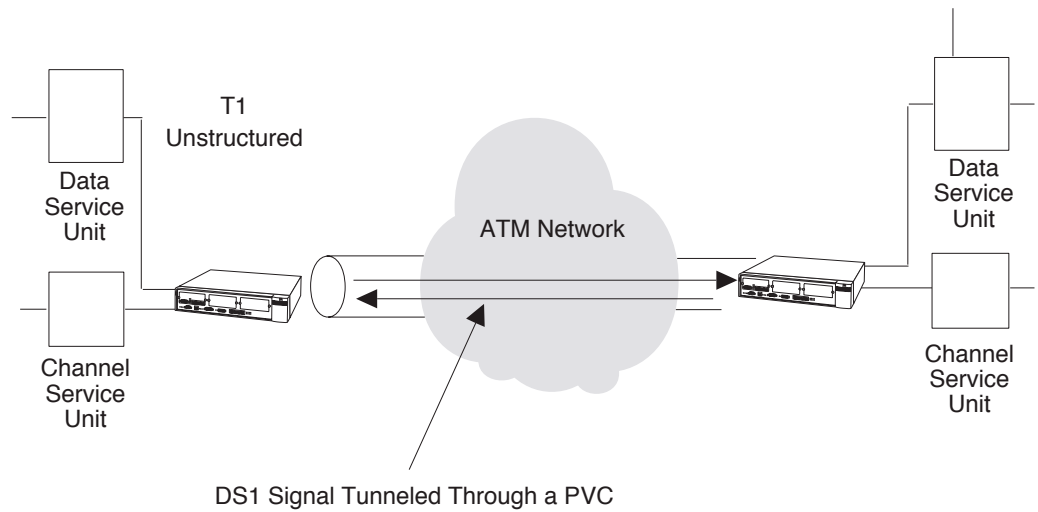 T1
Unstructured
Data
Service
Unit
Data
Service
Unit
ATM Network
Channel
Service
Unit
Channel
Service
Unit
DS1 Signal Tunneled Through a PVC